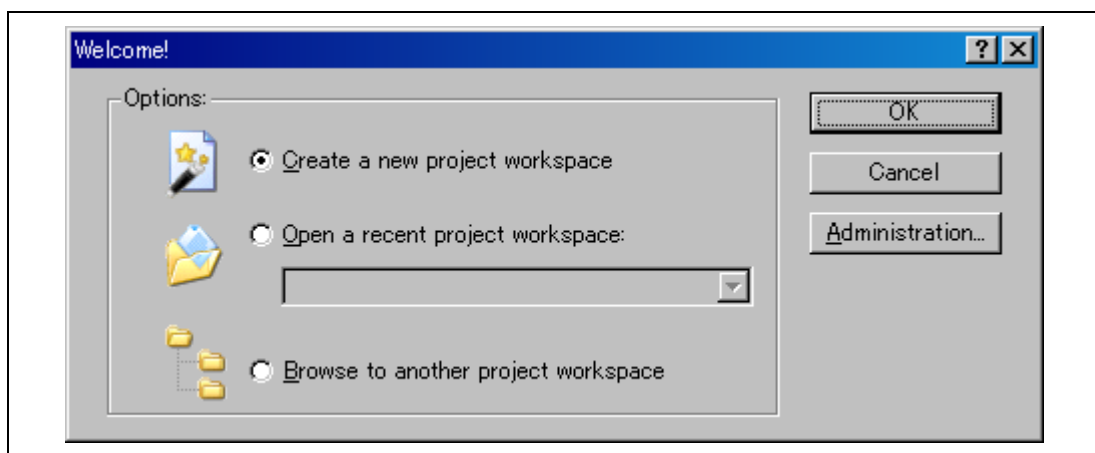 Welcome!
Options:
Create a new project workspace
Open a recent project workspace:
Browse to another project workspace
OK
Cancel
Administration...